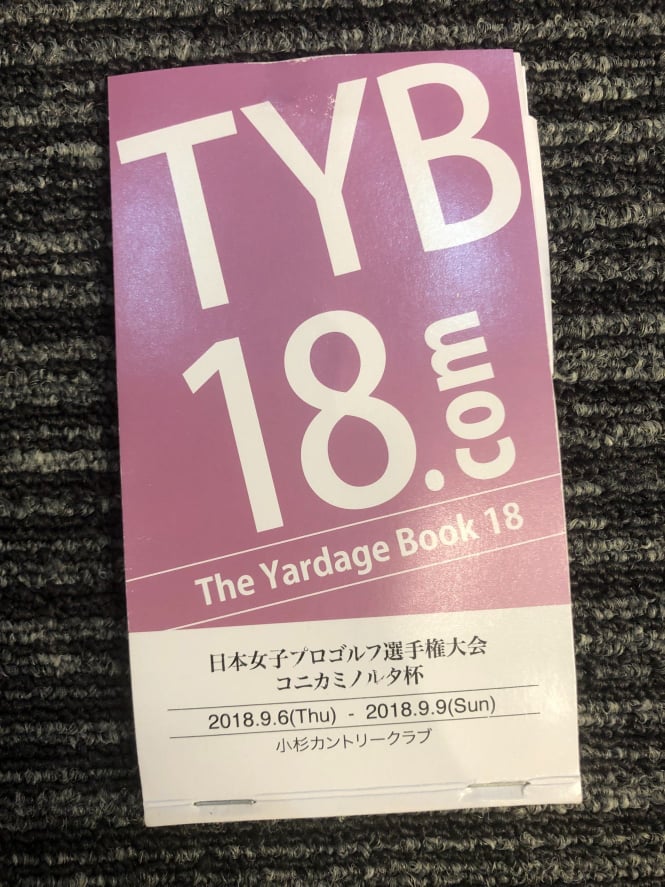 TYB
18.com
The Yardage Book 18
日本女子プロゴルフ選手権大会
コニカミノルタ杯
2018.9.6(Thu) - 2018.9.9(Sun)
小杉カントリークラブ